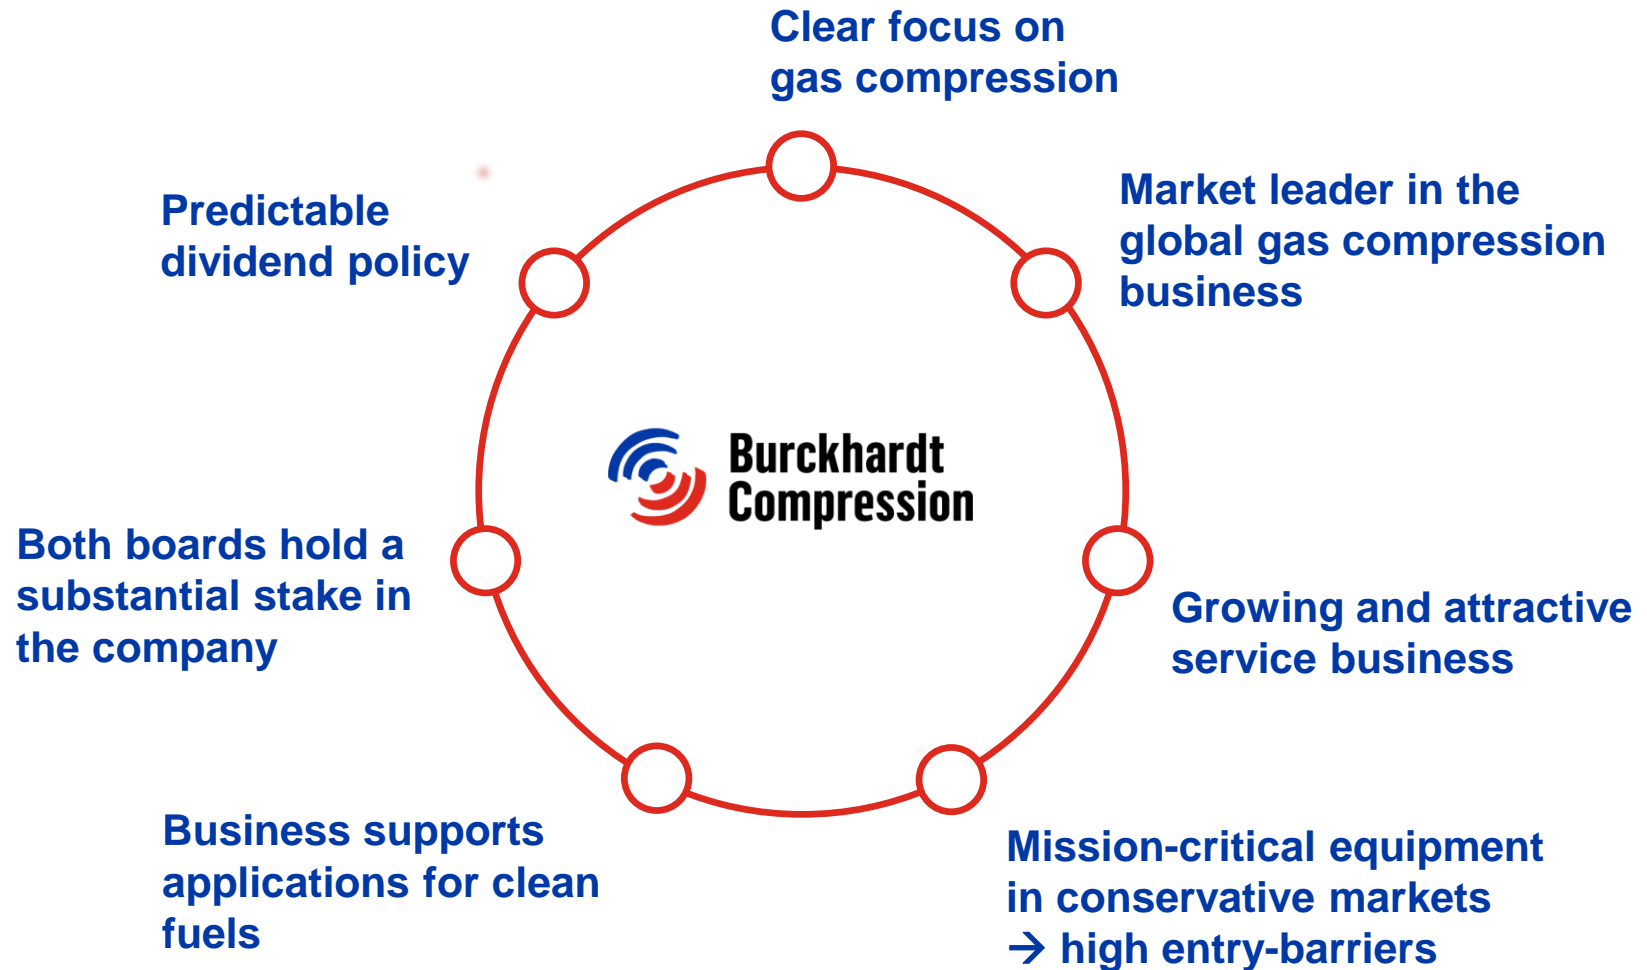 Clear focus on
gas compression
Market leader in the
global gas compression
business
Growing and attractive
service business
Mission-critical equipment
in conservative markets
→ high entry-barriers
Business supports
applications for clean
fuels
Both boards hold a
substantial stake in
the company
Predictable
dividend policy
Burckhardt
Compression